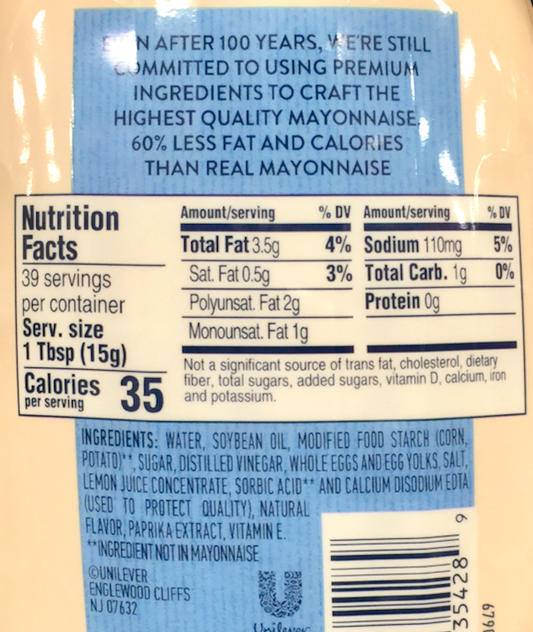 AFTER 100 YEARS, WE'RE STILL
COMMITTED TO USING PREMIUM
INGREDIENTS TO CRAFT THE
HIGHEST QUALITY MAYONNAISE.
60% LESS FAT AND CALORIES
THAN REAL MAYONNAISE
Nutrition
Facts
39 servings
per container
Serv. size
1 Tbsp (15g)
Calories 35
per serving
Amount/serving % DV
Total Fat 3.5g 4%
Sat. Fat 0.5g 3%
Polyunsat. Fat 2g
Monounsat. Fat 1g
Amount/serving % DV
Sodium 110mg 5%
Total Carb. 1g 0%
Protein 0g
Not a significant source of trans fat, cholesterol, dietary
fiber, total sugars, added sugars, vitamin D, calcium, iron
and potassium.
INGREDIENTS: WATER, SOYBEAN OIL, MODIFIED FOOD STARCH (CORN,
POTATO)**, SUGAR, DISTILLED VINEGAR, WHOLE EGGS AND EGG YOLKS, SALT,
LEMON JUICE CONCENTRATE, SORBIC ACID** AND CALCIUM DISODIUM EDTA
(USED TO PROTECT QUALITY), NATURAL
FLAVOR, PAPRIKA EXTRACT, VITAMIN E.
**INGREDIENT NOT IN MAYONNAISE
©UNILEVER
ENGLEWOOD CLIFFS
NJ 07632
Unilever
35428 9